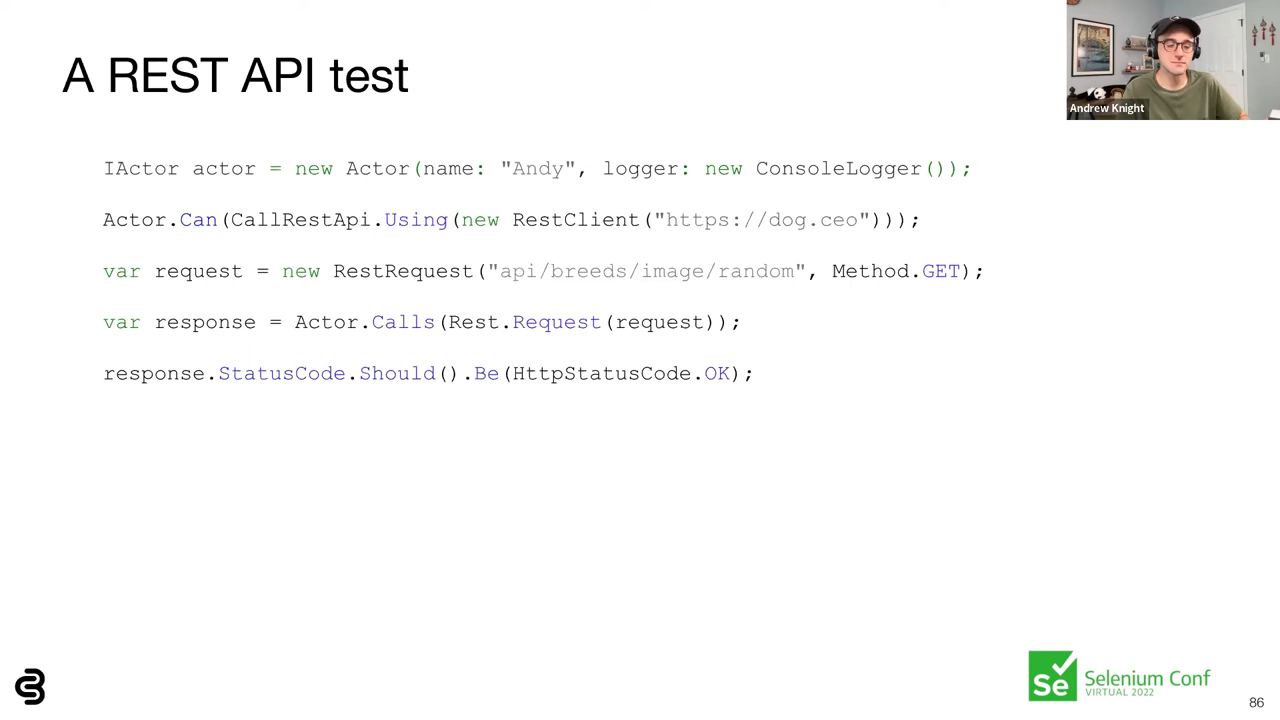 A REST API test
Andrew Knight
IActor actor = new Actor(name: "Andy", logger: new ConsoleLogger());
Actor.Can(CallRestApi.Using(new RestClient("https://dog.ceo")));
var request = new RestRequest("api/breeds/image/random", Method.GET);
var response = Actor.Calls(Rest.Request(request));
response.StatusCode.Should().Be(HttpStatusCode.OK);
Se
Selenium Conf
VIRTUAL 2022
86